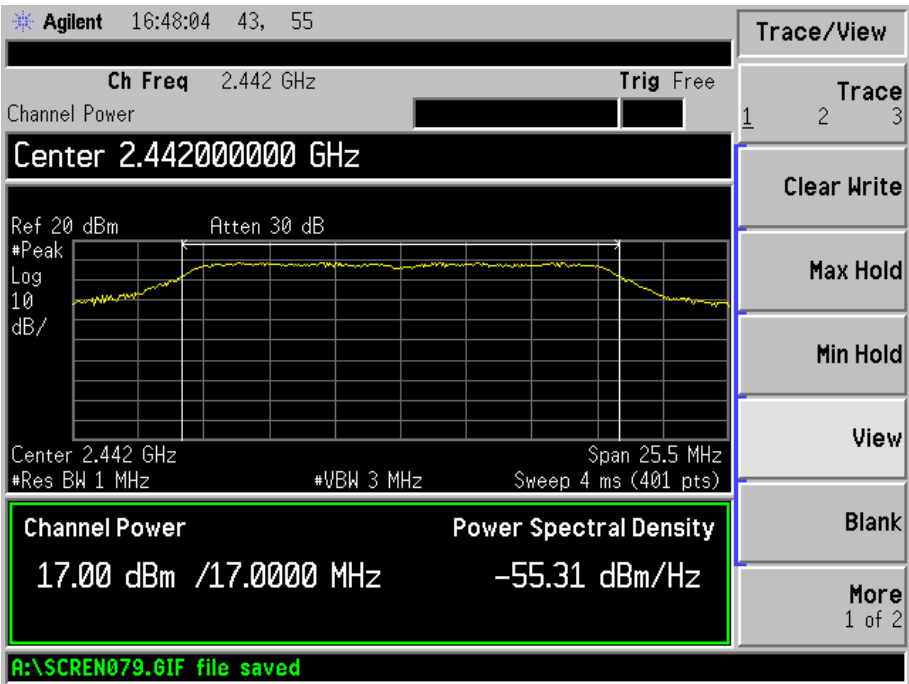 Agilent 16:48:04 43, 55
Trace/View
Ch Freq 2.442 GHz Trig Free
Channel Power
Trace
1 2 3
Center 2.442000000 GHz
Clear Write
Ref 20 dBm Atten 30 dB
#Peak
Log
10
dB/
Max Hold
Min Hold
View
Center 2.442 GHz Span 25.5 MHz
#Res BW 1 MHz #VBW 3 MHz Sweep 4 ms (401 pts)
Blank
Channel Power Power Spectral Density
17.00 dBm /17.0000 MHz -55.31 dBm/Hz
More
1 of 2
A:\SCREN079.GIF file saved